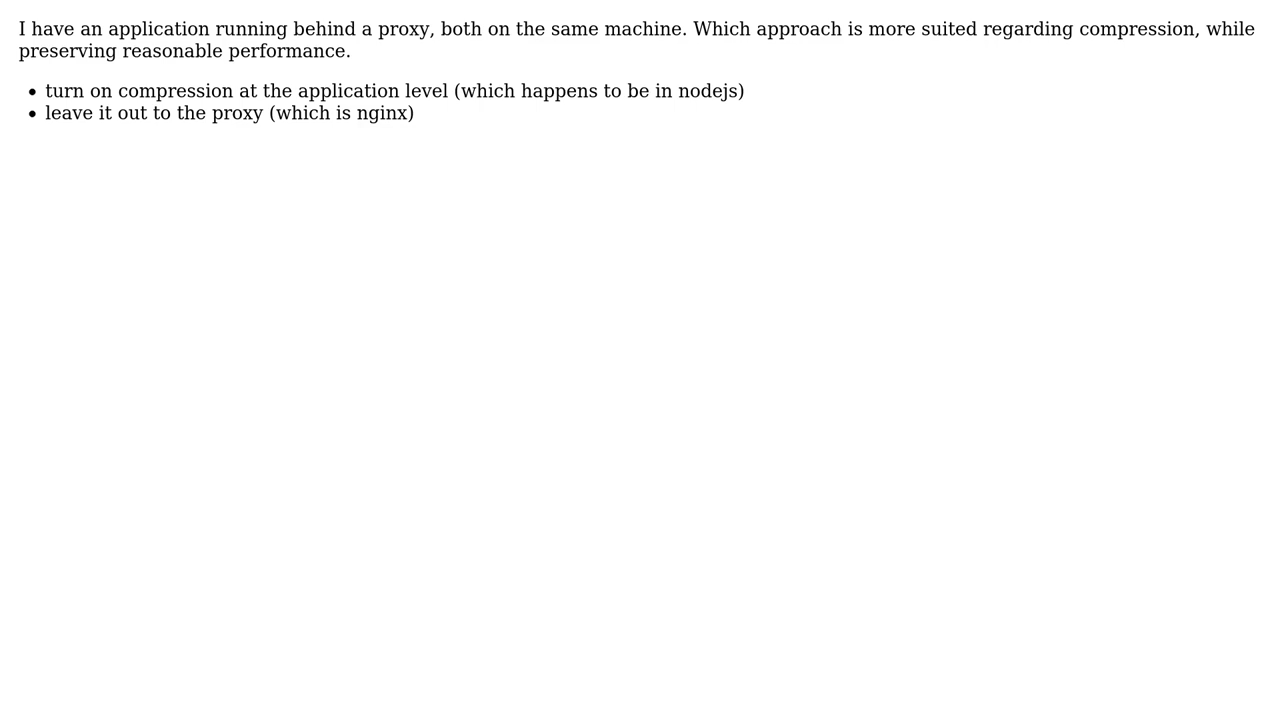 I have an application running behind a proxy, both on the same machine. Which approach is more suited regarding compression, while
preserving reasonable performance.
• turn on compression at the application level (which happens to be in nodejs)
• leave it out to the proxy (which is nginx)